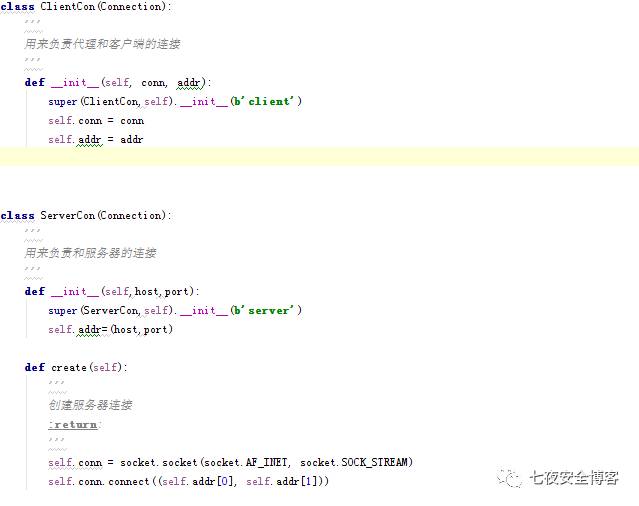 class ClientCon(Connection):
'''
用来负责代理和客户端的连接
'''
def __init__(self, conn, addr):
super(ClientCon,self).__init__(b'client')
self.conn = conn
self.addr = addr
class ServerCon(Connection):
'''
用来负责和服务器的连接
'''
def __init__(self,host,port):
super(ServerCon,self).__init__(b'server')
self.addr=(host,port)
def create(self):
'''
创建服务器连接
:return:
'''
self.conn = socket.socket(socket.AF_INET, socket.SOCK_STREAM)
self.conn.connect((self.addr[0], self.addr[1]))
七夜安全博客